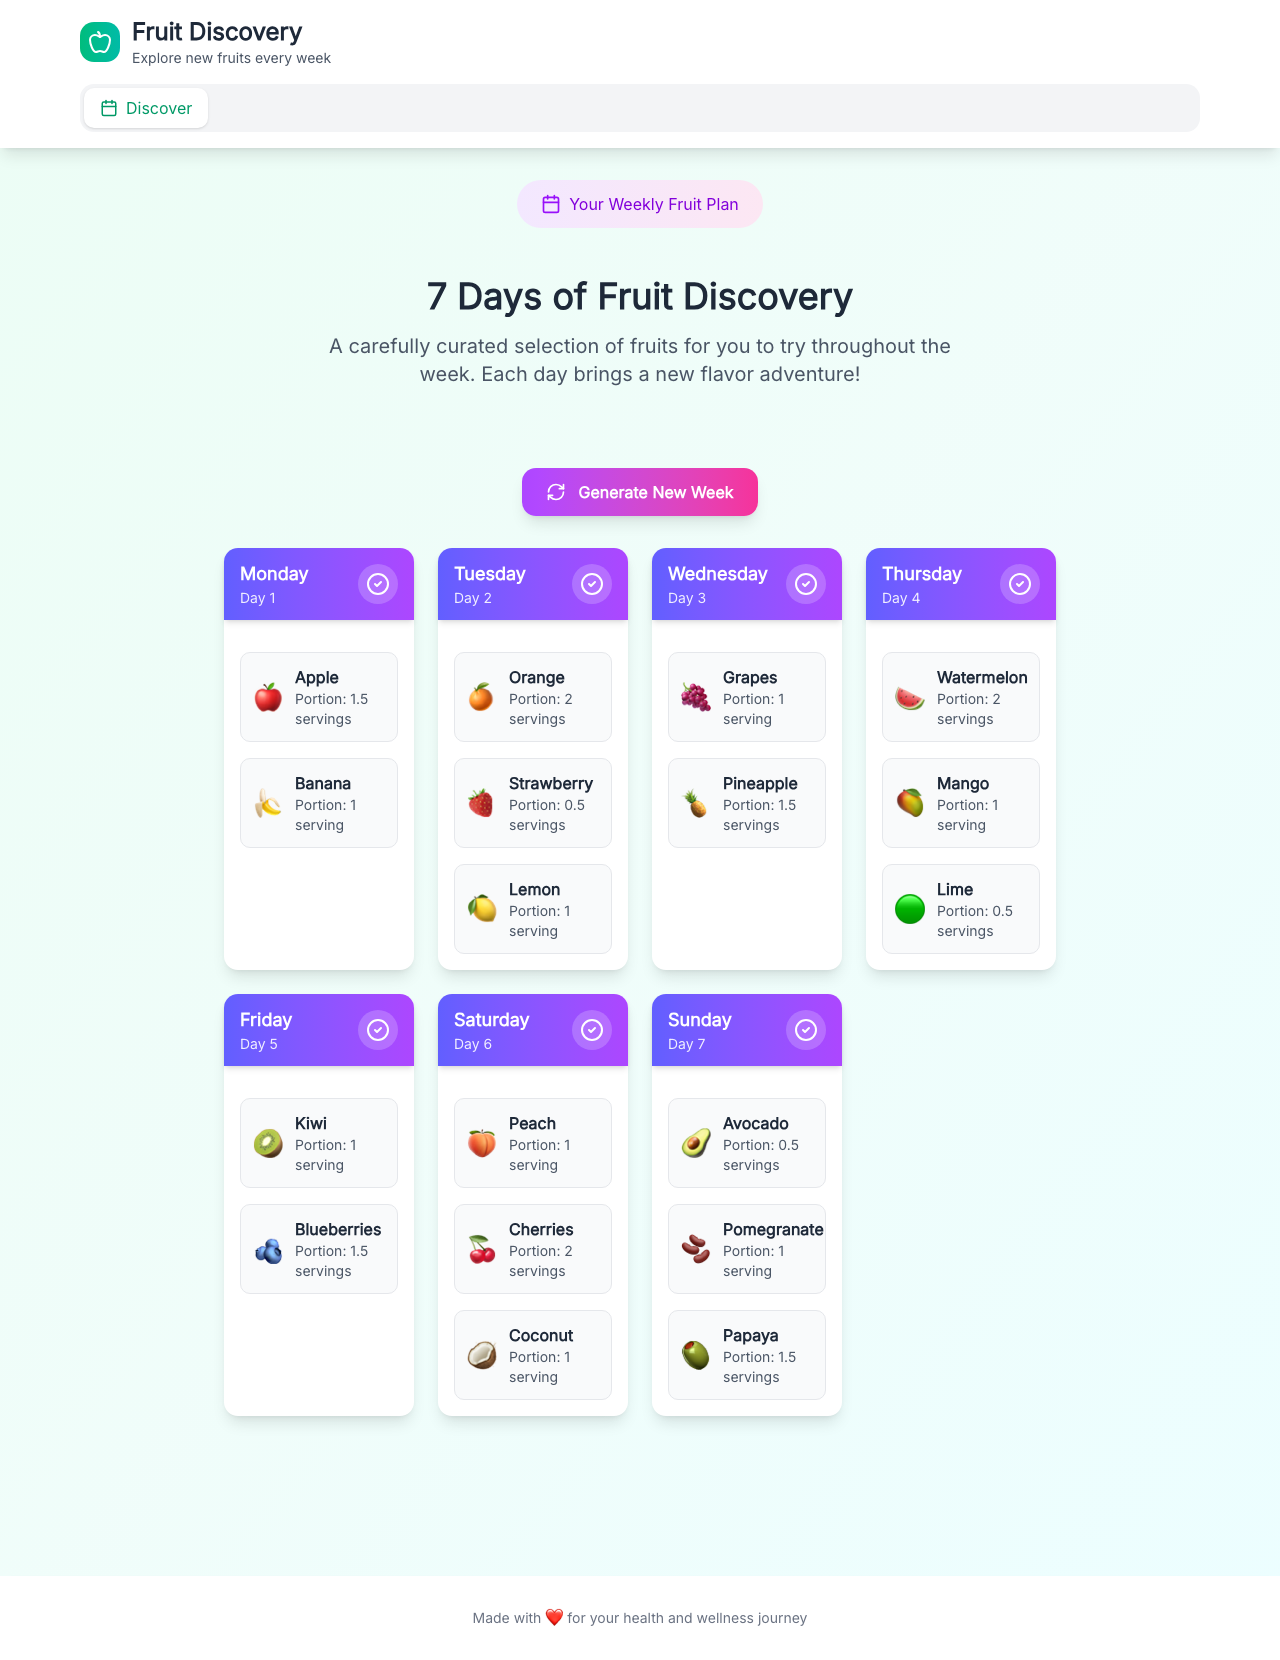 Fruit Discovery
Explore new fruits every week
Discover
Your Weekly Fruit Plan
7 Days of Fruit Discovery
A carefully curated selection of fruits for you to try throughout the
week. Each day brings a new flavor adventure!
Generate New Week
Monday
Day 1
Apple
Portion: 1.5
servings
Banana
Portion: 1
serving
Tuesday
Day 2
Orange
Portion: 2
servings
Strawberry
Portion: 0.5
servings
Lemon
Portion: 1
serving
Wednesday
Day 3
Grapes
Portion: 1
serving
Pineapple
Portion: 1.5
servings
Thursday
Day 4
Watermelon
Portion: 2
servings
Mango
Portion: 1
serving
Lime
Portion: 0.5
servings
Friday
Day 5
Kiwi
Portion: 1
serving
Blueberries
Portion: 1.5
servings
Saturday
Day 6
Peach
Portion: 1
serving
Cherries
Portion: 2
servings
Coconut
Portion: 1
serving
Sunday
Day 7
Avocado
Portion: 0.5
servings
Pomegranate
Portion: 1
serving
Papaya
Portion: 1.5
servings
Made with ❤️ for your health and wellness journey